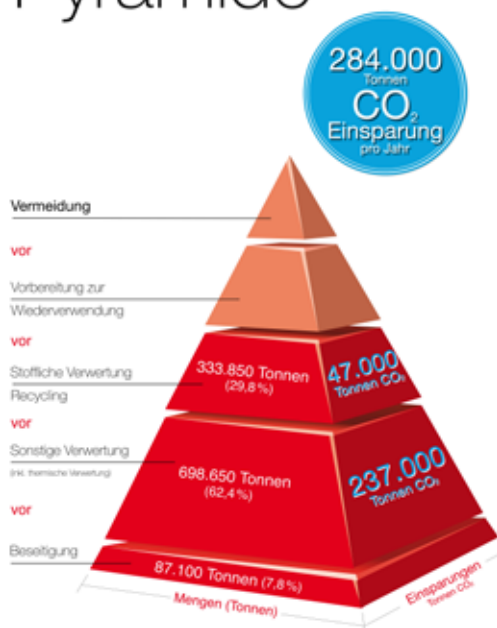 Pyramide
284.000
Tonnen
CO₂
Einsparung
pro Jahr
Vermeidung
vor
Vorbereitung zur
Wiederverwendung
vor
Stoffliche Verwertung
Recycling
333.850 Tonnen
(29,8%)
47.000
Tonnen CO₂
vor
Sonstige Verwertung
(inkl. thermische Verwertung)
698.650 Tonnen
(62,4%)
237.000
Tonnen CO₂
vor
Beseitigung
87.100 Tonnen (7,8%)
Mengen (Tonnen)
Einsparungen
Tonnen CO₂